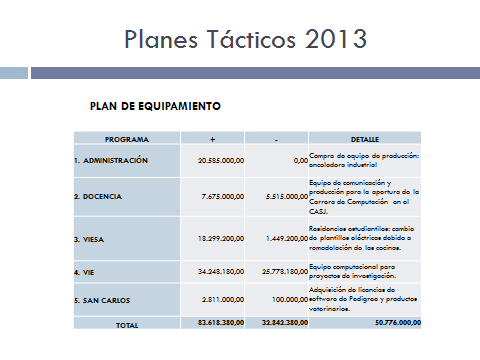 Planes Tácticos 2013
PLAN DE EQUIPAMIENTO
PROGRAMA + - DETALLE
1. ADMINISTRACIÓN 20.585.000,00 0,00 Compra de equipo de producción:
encoladora industrial
2. DOCENCIA 7.675.000,00 5.515.000,00 Equipo de comunicación y
producción para la apertura de la
Carrera de Computación en el
CASJ.
3. VIESA 18.299.200,00 1.449.200,00 Residencias estudiantiles: cambio
de plantillas eléctricas debido a
remodelación de las cocinas.
4. VIE 34.248.180,00 25.778.180,00 Equipo computacional para
proyectos de investigación.
5. SAN CARLOS 2.811.000,00 100.000,00 Adquisición de licencias de
software de Pedigree y productos
veterinarios.
TOTAL 83.618.380,00 32.842.380,00 50.776.000,00